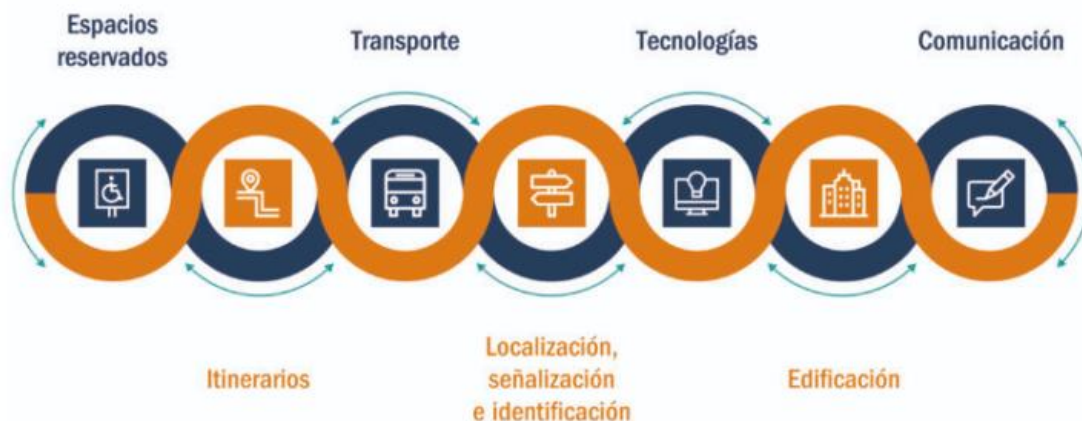 Espacios
reservados
Transporte
Tecnologías
Comunicación
Itinerarios
Localización,
señalización
e identificación
Edificación